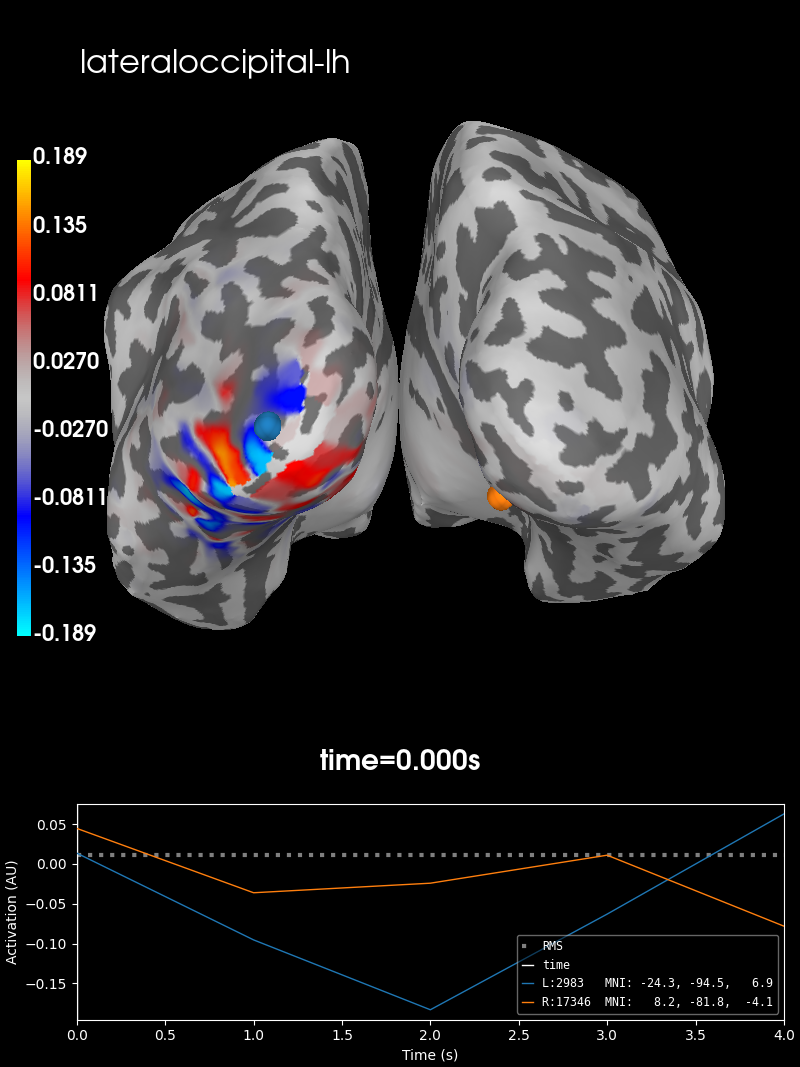 lateraloccipital-lh
0.189
0.135
0.0811
0.0270
-0.0270
-0.0811
-0.135
-0.189
time=0.000s
0.05
0.00
−0.05
−0.10
−0.15
Activation (AU)
RMS
time
L:2983 MNI: -24.3, -94.5, 6.9
R:17346 MNI: 8.2, -81.8, -4.1
0.0 0.5 1.0 1.5 2.0 2.5 3.0 3.5 4.0
Time (s)